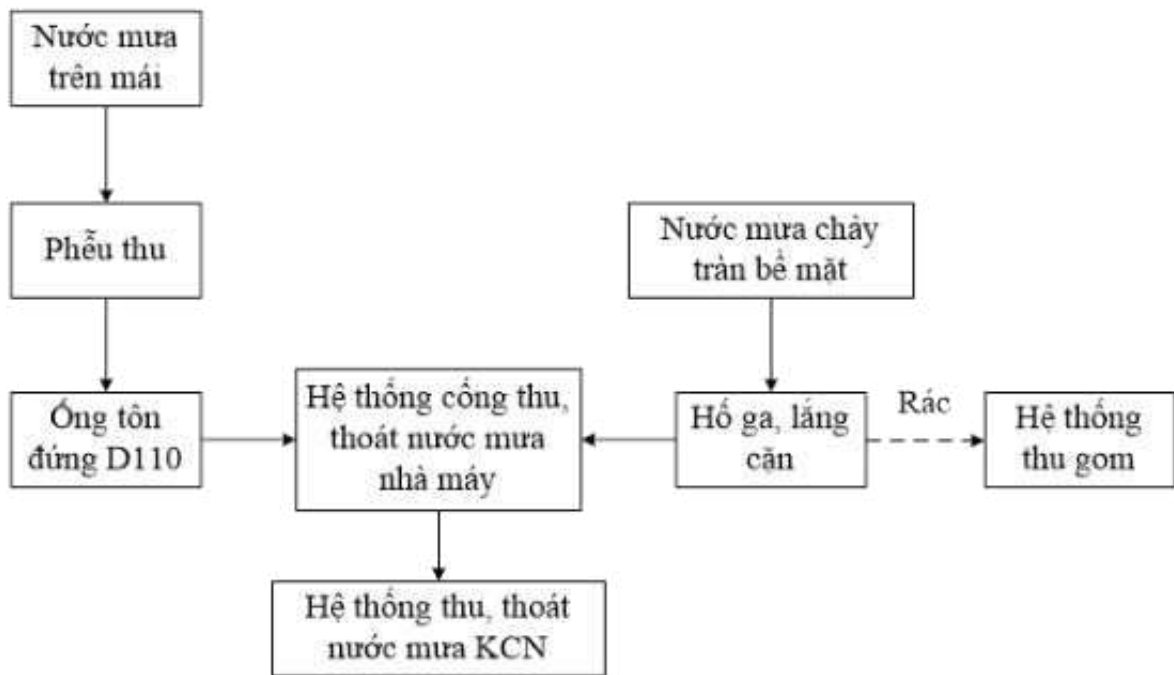 Nước mưa
trên mái
Phễu thu
Nước mưa chảy
tràn bề mặt
Ống tôn
đứng D110
Hệ thống cống thu,
thoát nước mưa
nhà máy
Hố ga, lắng
cặn
Rác
Hệ thống
thu gom
Hệ thống thu, thoát
nước mưa KCN